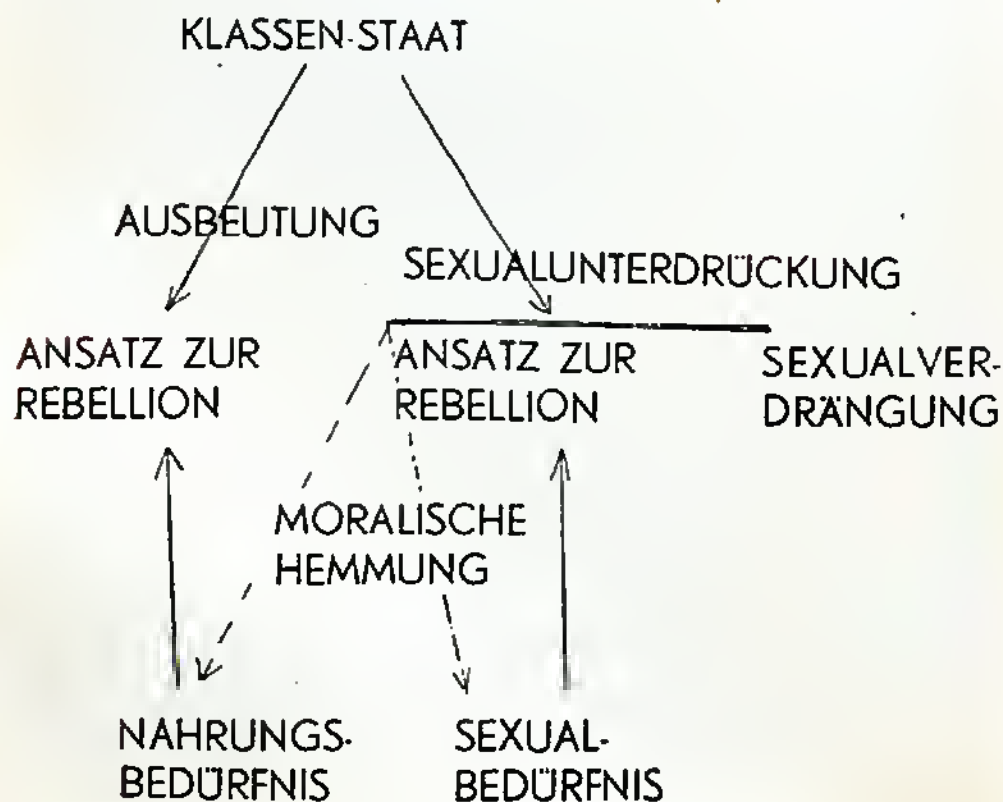 KLASSEN-STAAT
AUSBEUTUNG
SEXUALUNTERDRÜCKUNG
ANSATZ ZUR
REBELLION
ANSATZ ZUR
REBELLION
SEXUALVER-
DRÄNGUNG
MORALISCHE
HEMMUNG
NAHRUNGS-
BEDÜRFNIS
SEXUAL-
BEDÜRFNIS